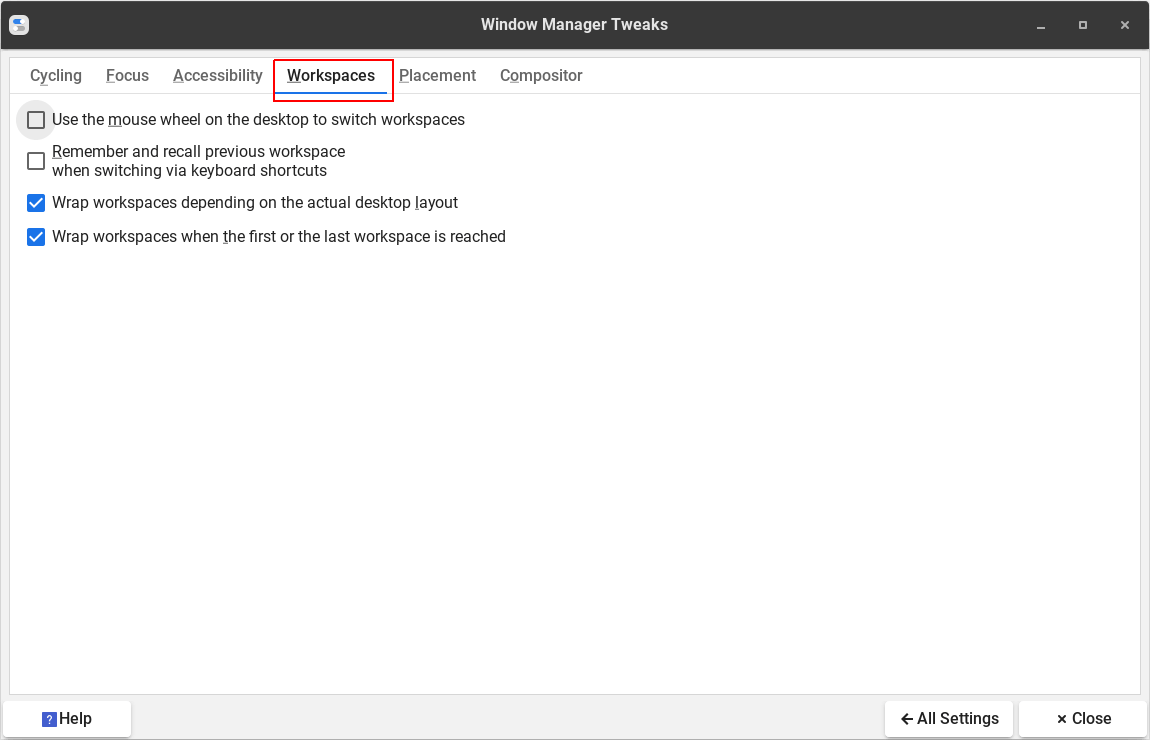 Window Manager Tweaks
Cycling Focus Accessibility Workspaces Placement Compositor
Use the mouse wheel on the desktop to switch workspaces
Remember and recall previous workspace
when switching via keyboard shortcuts
Wrap workspaces depending on the actual desktop layout
Wrap workspaces when the first or the last workspace is reached
? Help All Settings Close